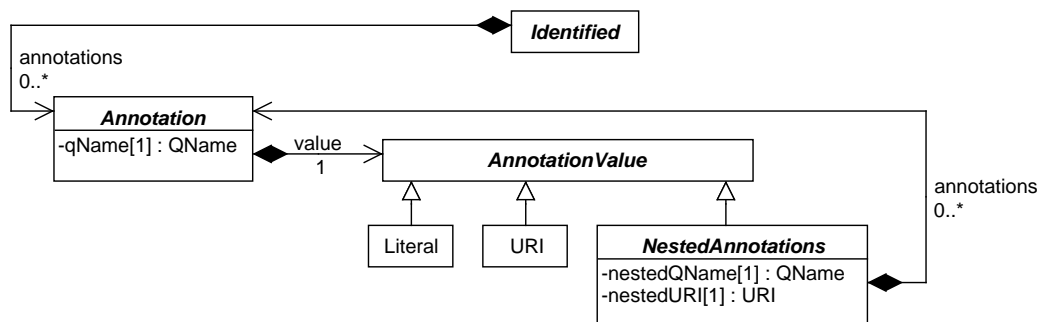 Identified
annotations
0..*
Annotation
-qName[1] : QName
value
1
AnnotationValue
annotations
0..*
Literal
URI
NestedAnnotations
-nestedQName[1] : QName
-nestedURI[1] : URI